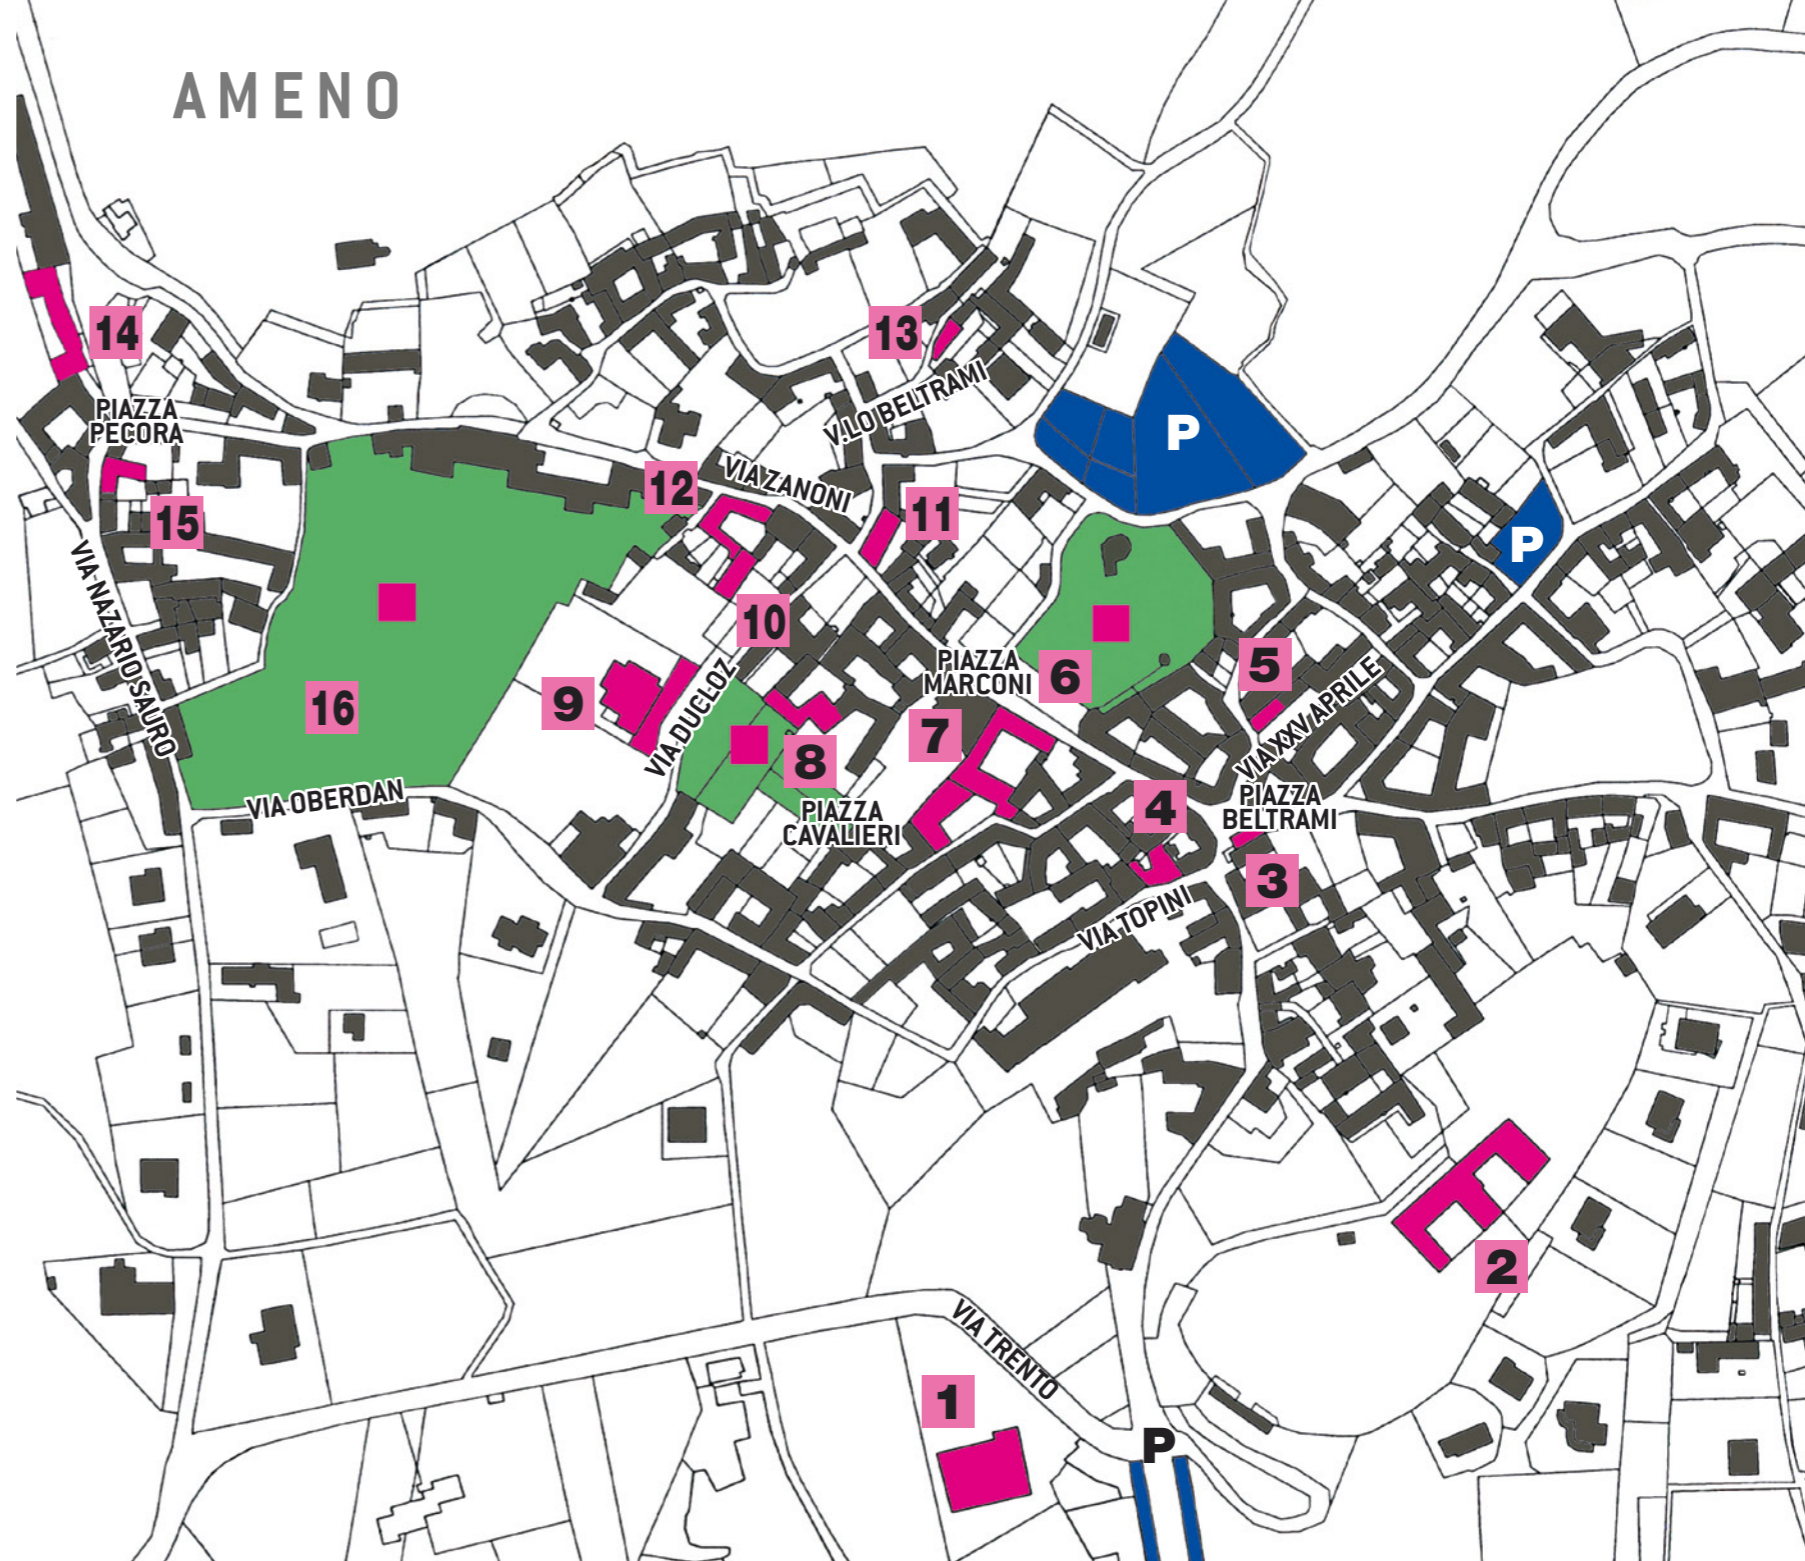 AMENO
14
13
PIAZZA
PECORA
V.LO BELTRAMI
P
VIA ZANONI
12
11
15
P
VIA NAZARIO SAURO
10
PIAZZA
MARCONI
6
5
9
16
VIA DUCLOZ
7
VIA XXV APRILE
8
VIA OBERDAN
PIAZZA
CAVALIERI
4
PIAZZA
BELTRAMI
3
VIA TOPINI
2
VIA TRENTO
1
P